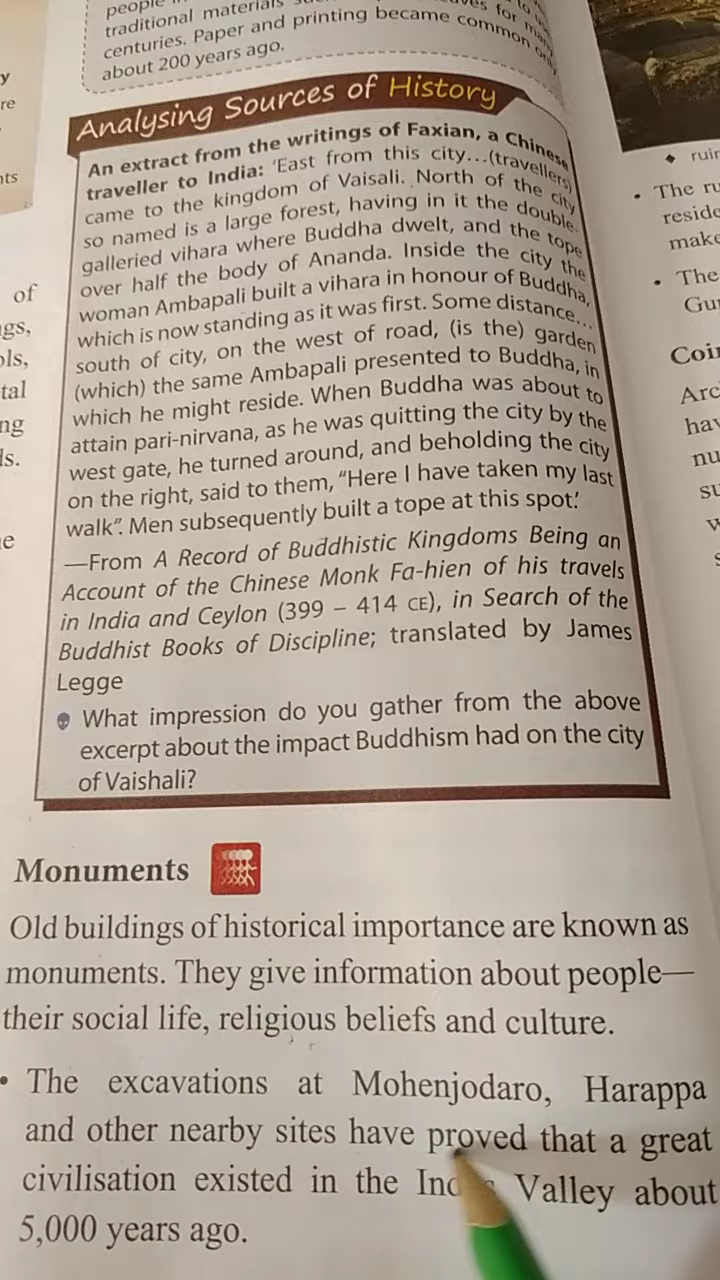 people
traditional materials
centuries. Paper and printing became common only
about 200 years ago.
Analysing Sources of History
An extract from the writings of Faxian, a Chinese
traveller to India: ‘East from this city...(travellers)
came to the kingdom of Vaisali. North of the city
so named is a large forest, having in it the double-
galleried vihara where Buddha dwelt, and the tope
over half the body of Ananda. Inside the city the
woman Ambapali built a vihara in honour of Buddha,
which is now standing as it was first. Some distance...
south of city, on the west of road, (is the) garden
(which) the same Ambapali presented to Buddha, in
which he might reside. When Buddha was about to
attain pari-nirvana, as he was quitting the city by the
west gate, he turned around, and beholding the city
on the right, said to them, “Here I have taken my last
walk”. Men subsequently built a tope at this spot.’
—From A Record of Buddhistic Kingdoms Being an
Account of the Chinese Monk Fa-hien of his travels
in India and Ceylon (399 – 414 CE), in Search of the
Buddhist Books of Discipline; translated by James
Legge
What impression do you gather from the above
excerpt about the impact Buddhism had on the city
of Vaishali?
Monuments
Old buildings of historical importance are known as
monuments. They give information about people—
their social life, religious beliefs and culture.
• The excavations at Mohenjodaro, Harappa
and other nearby sites have proved that a great
civilisation existed in the Indus Valley about
5,000 years ago.
of
• The
make
• The